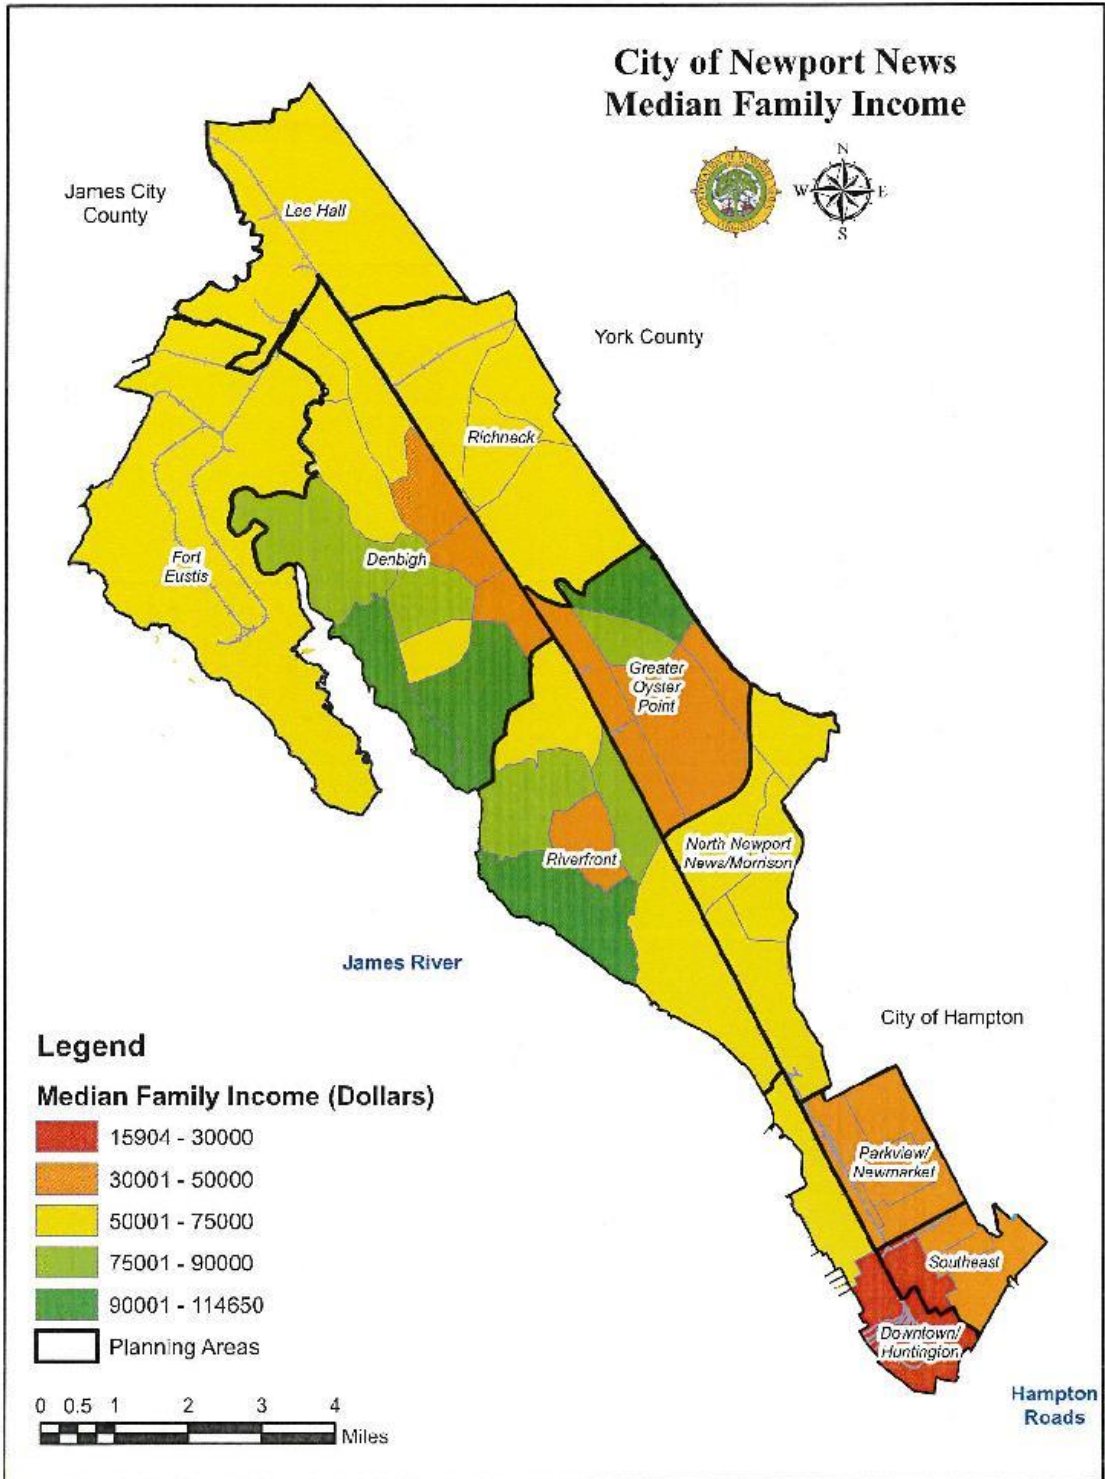 City of Newport News
Median Family Income
N
W
E
S
James City
County
Lee Hall
York County
Richneck
Fort
Eustis
Denbigh
Greater
Oyster
Point
North Newport
News/Morrison
Riverfront
James River
City of Hampton
Parkview/
Newmarket
Southeast
Downtown/
Huntington
Hampton
Roads
Legend
Median Family Income (Dollars)
15904 - 30000
30001 - 50000
50001 - 75000
75001 - 90000
90001 - 114650
Planning Areas
0 0.5 1 2 3 4
Miles